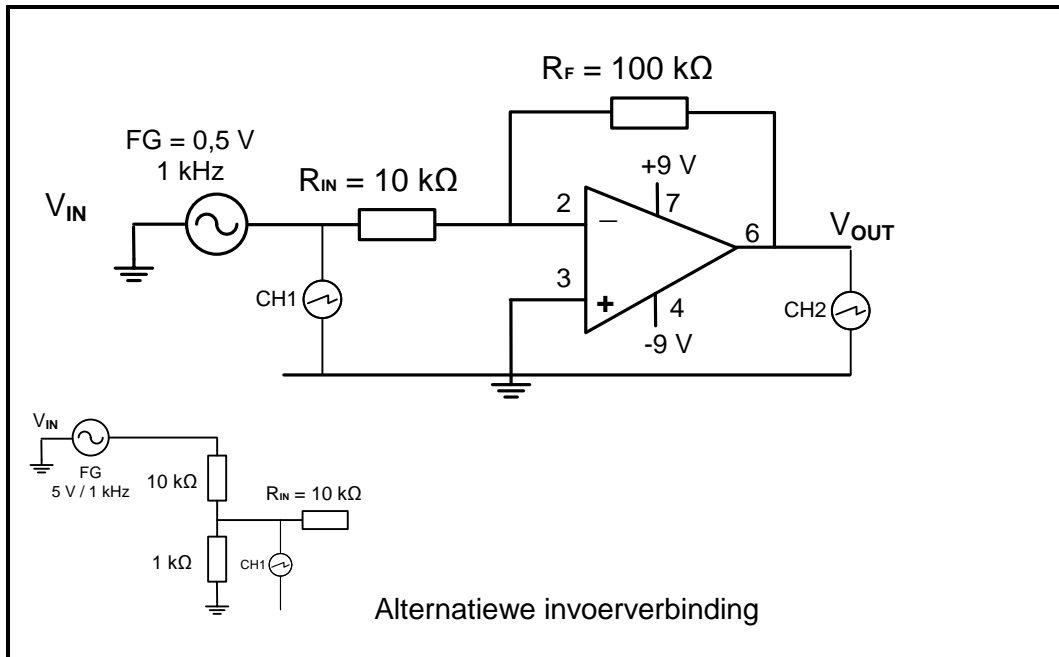 R_F = 100 kΩ
FG = 0,5 V
1 kHz
R_IN = 10 kΩ
+9 V
V_IN
2
−
7
6
V_OUT
3
+
4
CH1
CH2
-9 V
V_IN
FG
5 V / 1 kHz
10 kΩ
R_IN = 10 kΩ
1 kΩ
CH1
Alternatiewe invoerverbinding